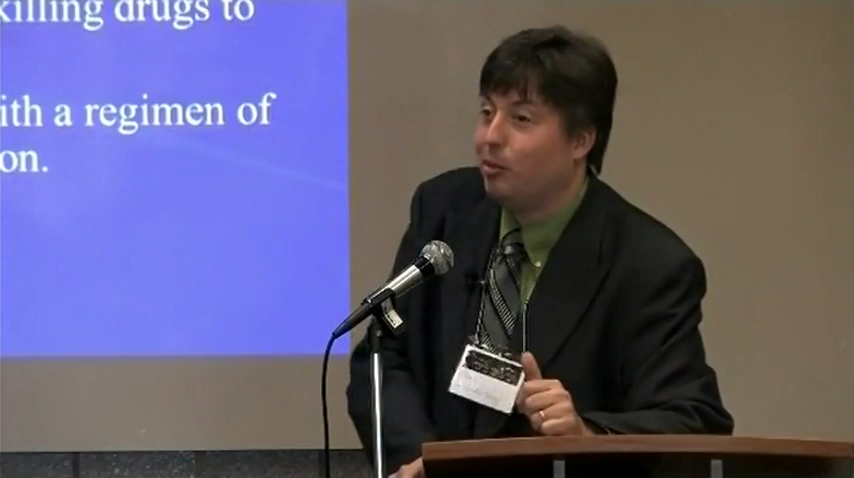 killing drugs to
ith a regimen of
on.